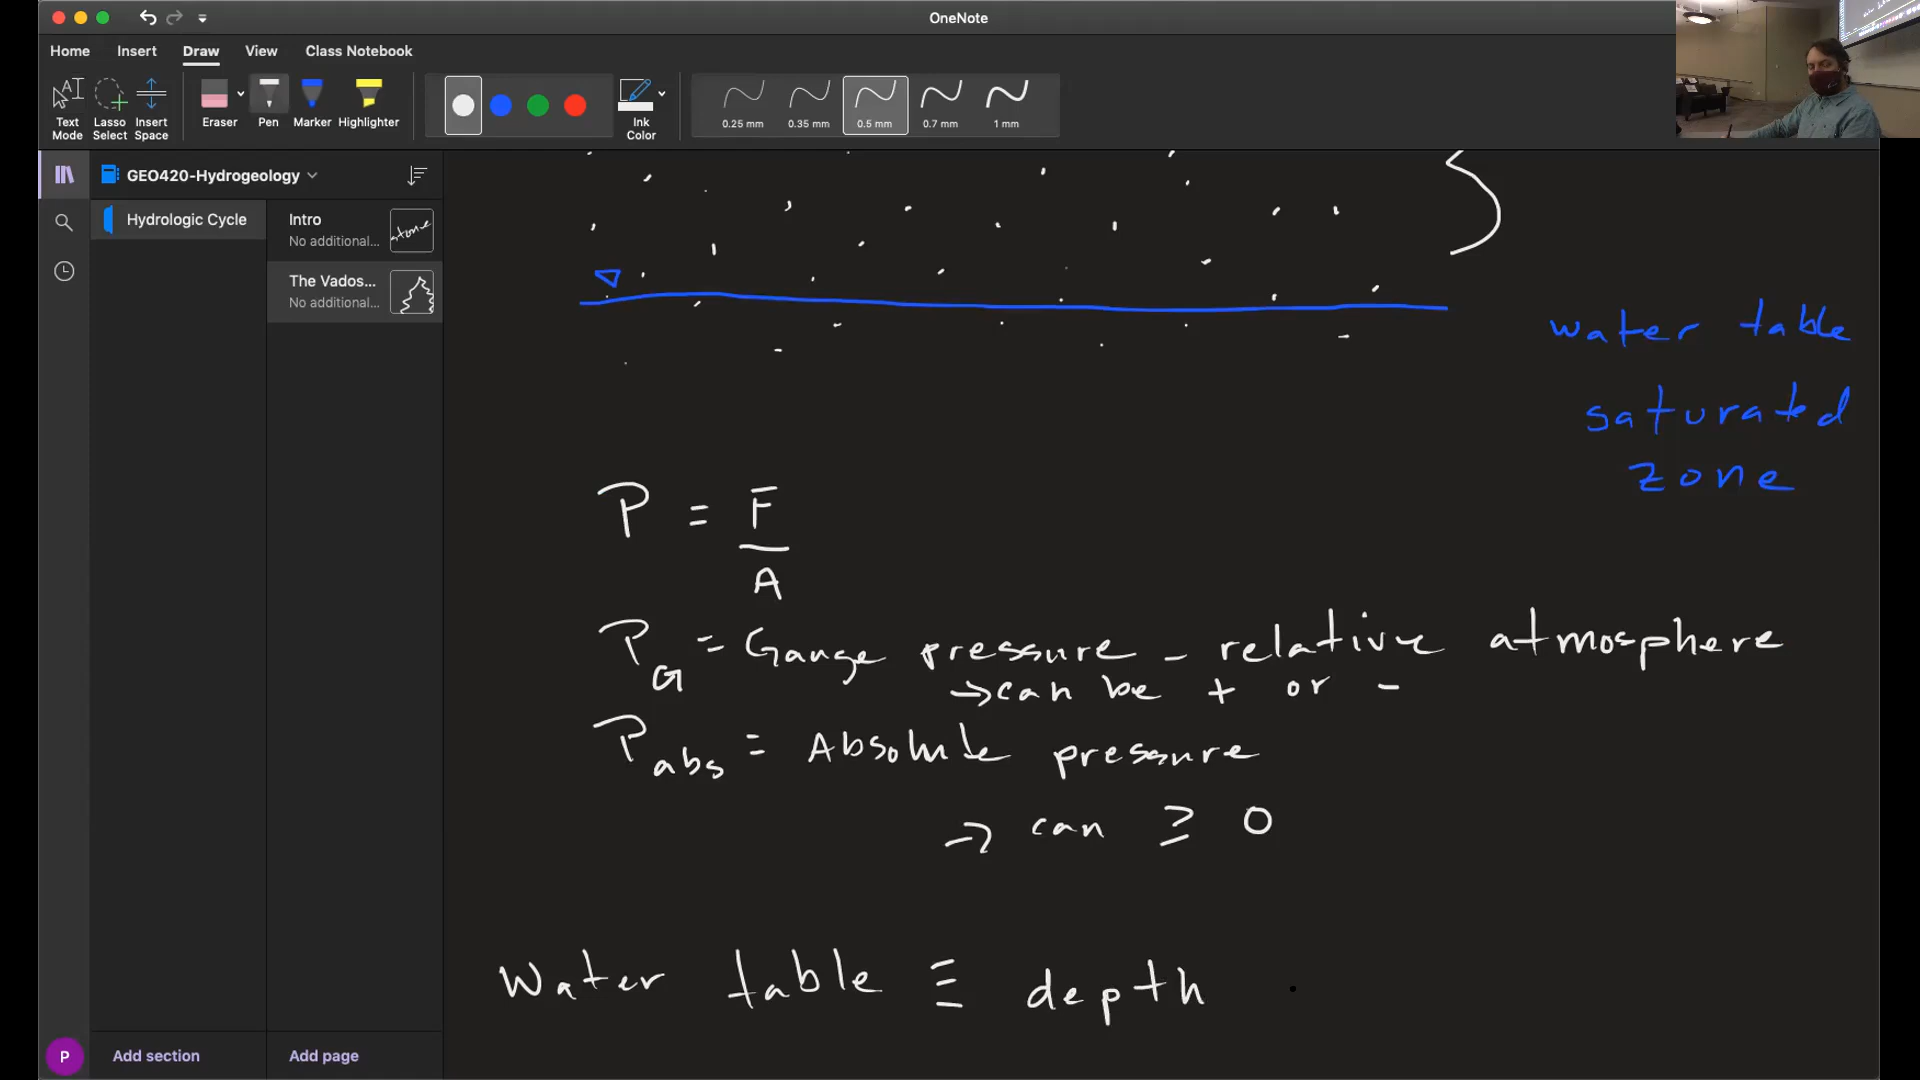 OneNote
Home Insert Draw View Class Notebook
Text Mode
Lasso Select
Insert Space
Eraser
Pen
Marker
Highlighter
Ink Color
0.25 mm
0.35 mm
0.5 mm
0.7 mm
1 mm
GEO420-Hydrogeology
Hydrologic Cycle
Intro
No additional...
The Vados...
No additional...
water table
saturated
zone
P = F
A
P_G = Gauge pressure - relative atmosphere
→ can be + or -
P_abs = Absolute pressure
→ can ≥ 0
Water table ≡ depth
P
Add section
Add page